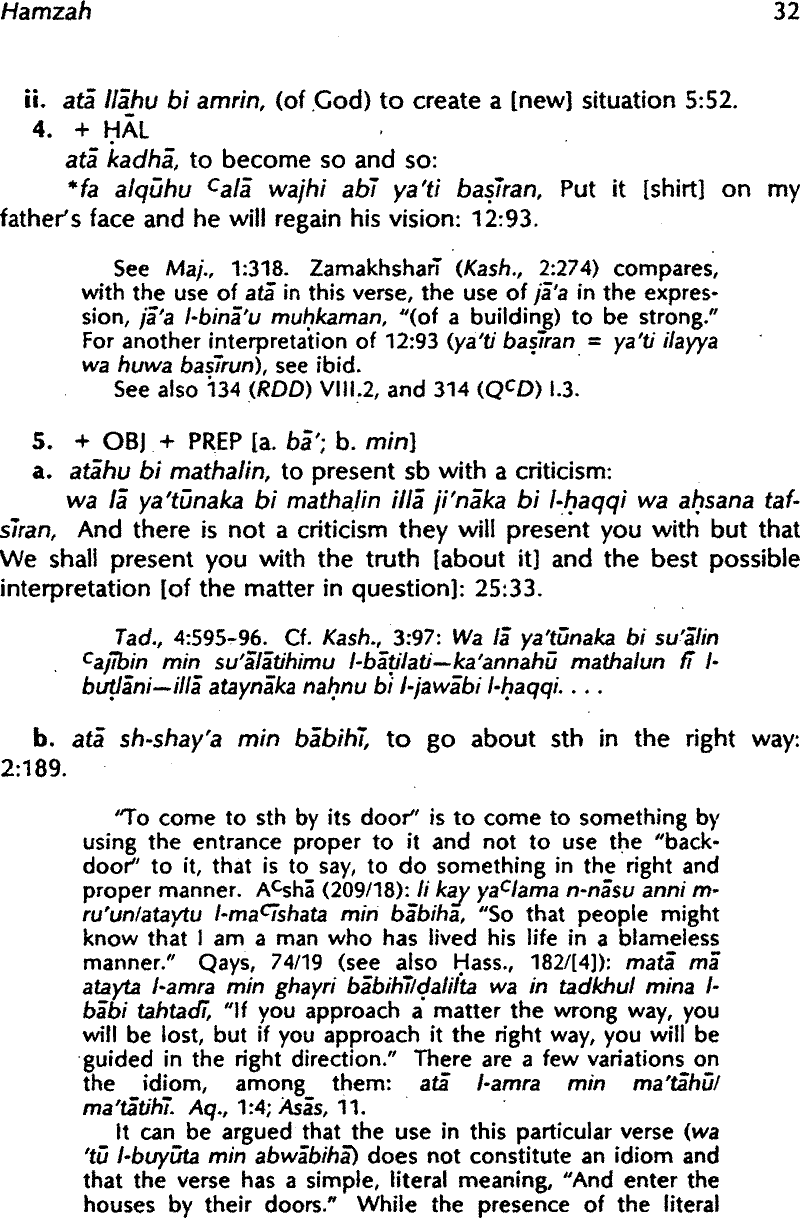 Hamzah 32
ii. atā llāhu bi amrin, (of God) to create a [new] situation 5:52.
4. + ḤĀL
atā kadhā, to become so and so:
*fa alqūhu ᶜalā wajhi abī ya'ti baṣīran, Put it [shirt] on my
father's face and he will regain his vision: 12:93.
See Maj., 1:318. Zamakhsharī (Kash., 2:274) compares,
with the use of atā in this verse, the use of jā'a in the expres-
sion, jā'a l-binā'u muḥkaman, "(of a building) to be strong."
For another interpretation of 12:93 (ya'ti baṣīran = ya'ti ilayya
wa huwa baṣīrun), see ibid.
See also 134 (RDD) VIII.2, and 314 (QᶜD) I.3.
5. + OBJ + PREP [a. bā'; b. min]
a. atāhu bi mathalin, to present sb with a criticism:
wa lā ya'tūnaka bi mathalin illā ji'nāka bi l-ḥaqqi wa aḥsana taf-
sīran, And there is not a criticism they will present you with but that
We shall present you with the truth [about it] and the best possible
interpretation [of the matter in question]: 25:33.
Tad., 4:595-96. Cf. Kash., 3:97: Wa lā ya'tūnaka bi su'ālin
ᶜajībin min su'ālātihimu l-bāṭilati—ka'annahū mathalun fī l-
buṭlāni—illā ataynāka naḥnu bi l-jawābi l-ḥaqqi. . . .
b. atā sh-shay'a min bābihī, to go about sth in the right way:
2:189.
"To come to sth by its door" is to come to something by
using the entrance proper to it and not to use the "back-
door" to it, that is to say, to do something in the right and
proper manner. Aᶜshā (209/18): li kay yaᶜlama n-nāsu anni m-
ru'un/ataytu l-maᶜīshata min bābihā, "So that people might
know that I am a man who has lived his life in a blameless
manner." Qays, 74/19 (see also Ḥass., 182/[4]): matā mā
atayta l-amra min ghayri bābihī/ḍalilta wa in tadkhul mina l-
bābi tahtadī, "If you approach a matter the wrong way, you
will be lost, but if you approach it the right way, you will be
guided in the right direction." There are a few variations on
the idiom, among them: atā l-amra min ma'tāhū/
ma'tātihī. Aq., 1:4; Asās, 11.
It can be argued that the use in this particular verse (wa
'tū l-buyūta min abwābihā) does not constitute an idiom and
that the verse has a simple, literal meaning, "And enter the
houses by their doors." While the presence of the literal